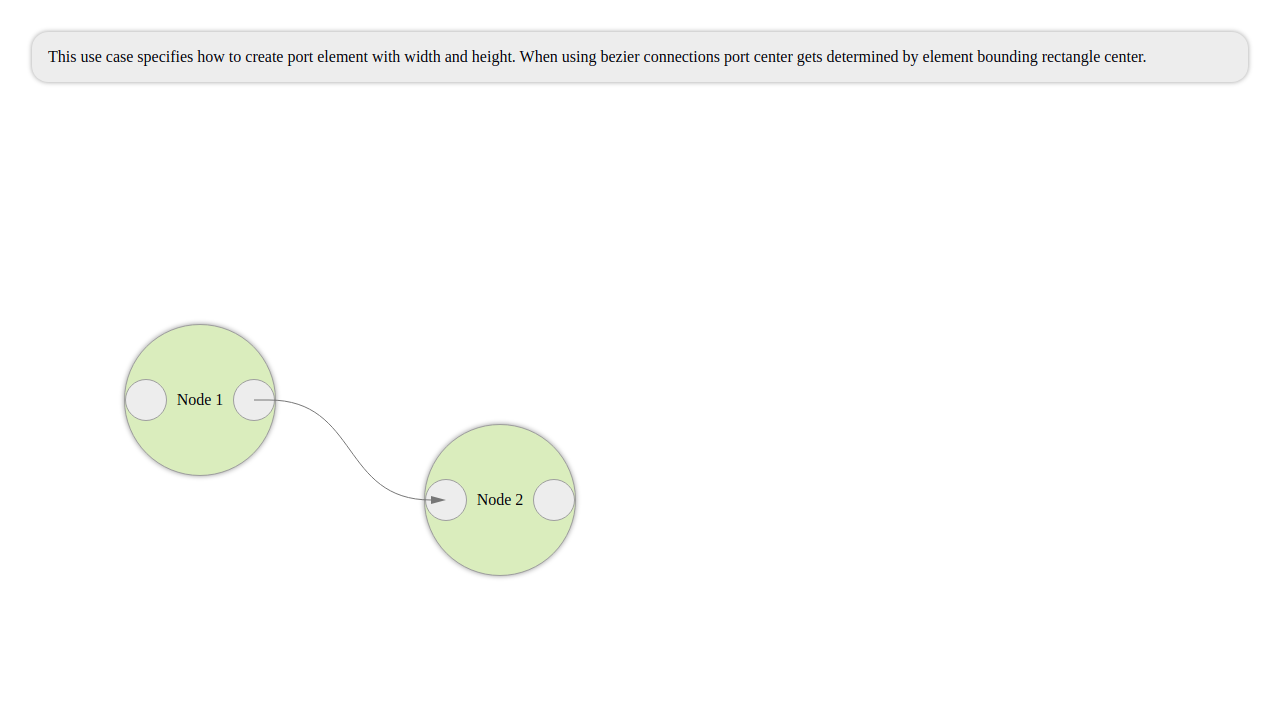 This use case specifies how to create port element with width and height. When using bezier connections port center gets determined by element bounding rectangle center.
Node 1
Node 2